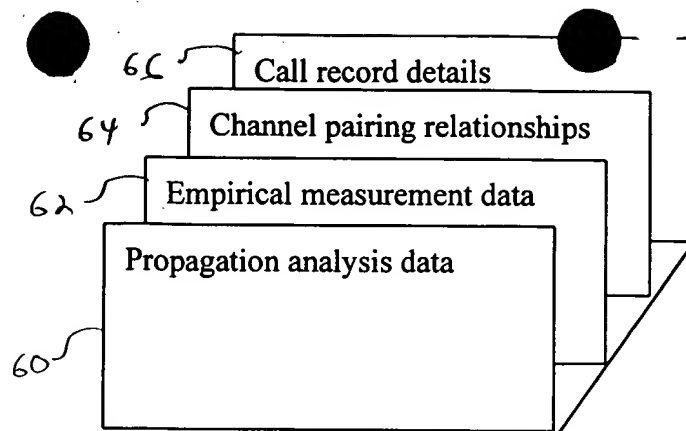 66 Call record details
64 Channel pairing relationships
62 Empirical measurement data
Propagation analysis data
60